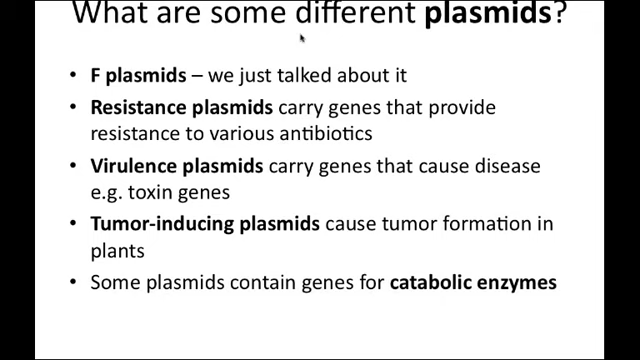 What are some different plasmids?
• F plasmids – we just talked about it
• Resistance plasmids carry genes that provide
resistance to various antibiotics
• Virulence plasmids carry genes that cause disease
e.g. toxin genes
• Tumor-inducing plasmids cause tumor formation in
plants
• Some plasmids contain genes for catabolic enzymes